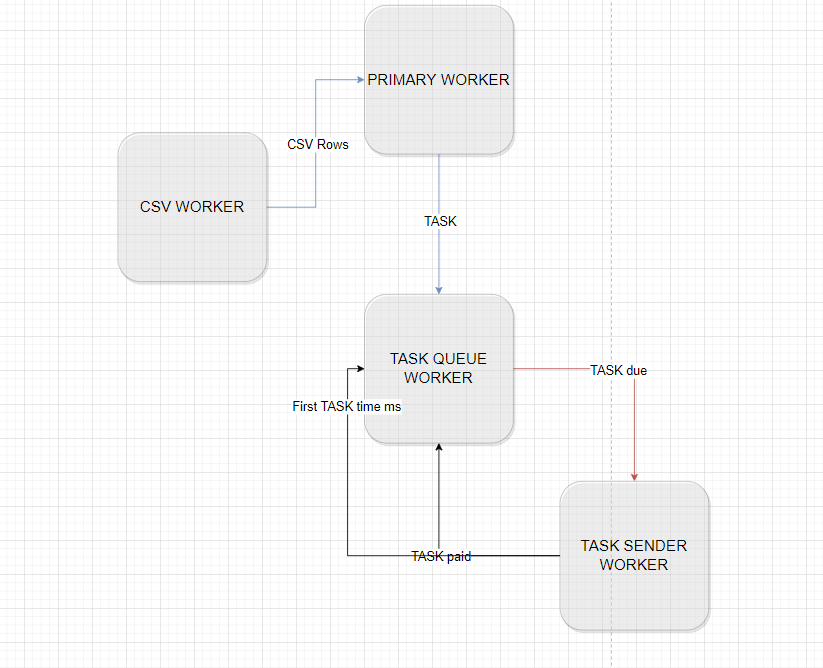 PRIMARY WORKER
CSV Rows
CSV WORKER
TASK
TASK QUEUE
WORKER
TASK due
First TASK time ms
TASK paid
TASK SENDER
WORKER